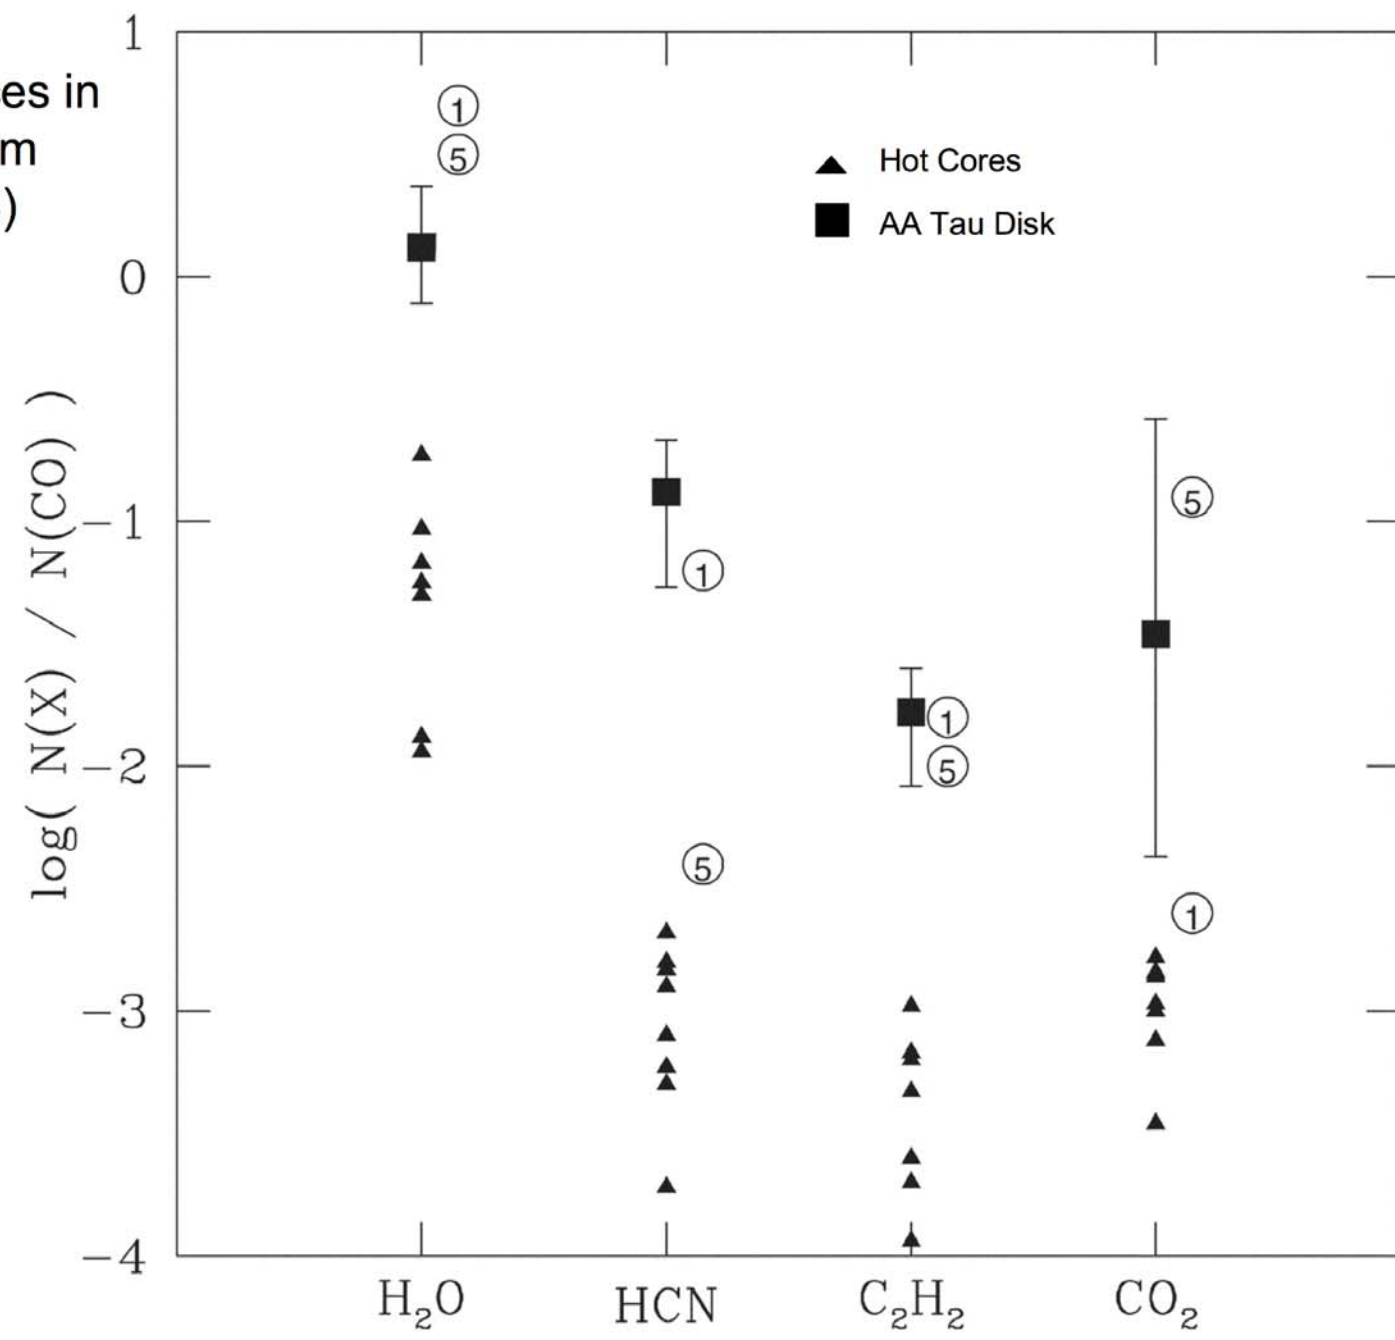 es in
m
)
1
0
−1
−2
−3
−4
log( N(X) / N(CO) )
1
5
▲ Hot Cores
■ AA Tau Disk
1
5
1
5
5
1
H₂O HCN C₂H₂ CO₂